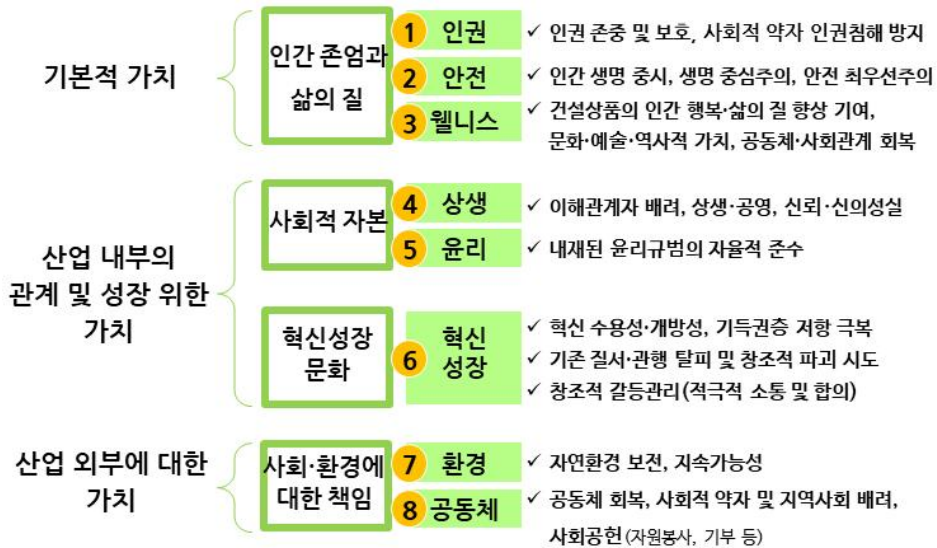 기본적 가치
인간 존엄과
삶의 질
1 인권
✓ 인권 존중 및 보호, 사회적 약자 인권침해 방지
2 안전
✓ 인간 생명 중시, 생명 중심주의, 안전 최우선주의
3 웰니스
✓ 건설상품의 인간 행복·삶의 질 향상 기여,
문화·예술·역사적 가치, 공동체·사회관계 회복
산업 내부의
관계 및 성장 위한
가치
사회적 자본
4 상생
✓ 이해관계자 배려, 상생·공영, 신뢰·신의성실
5 윤리
✓ 내재된 윤리규범의 자율적 준수
혁신성장
문화
6 혁신
성장
✓ 혁신 수용성·개방성, 기득권층 저항 극복
✓ 기존 질서·관행 탈피 및 창조적 파괴 시도
✓ 창조적 갈등관리(적극적 소통 및 합의)
산업 외부에 대한
가치
사회·환경에
대한 책임
7 환경
✓ 자연환경 보전, 지속가능성
8 공동체
✓ 공동체 회복, 사회적 약자 및 지역사회 배려,
사회공헌(자원봉사, 기부 등)